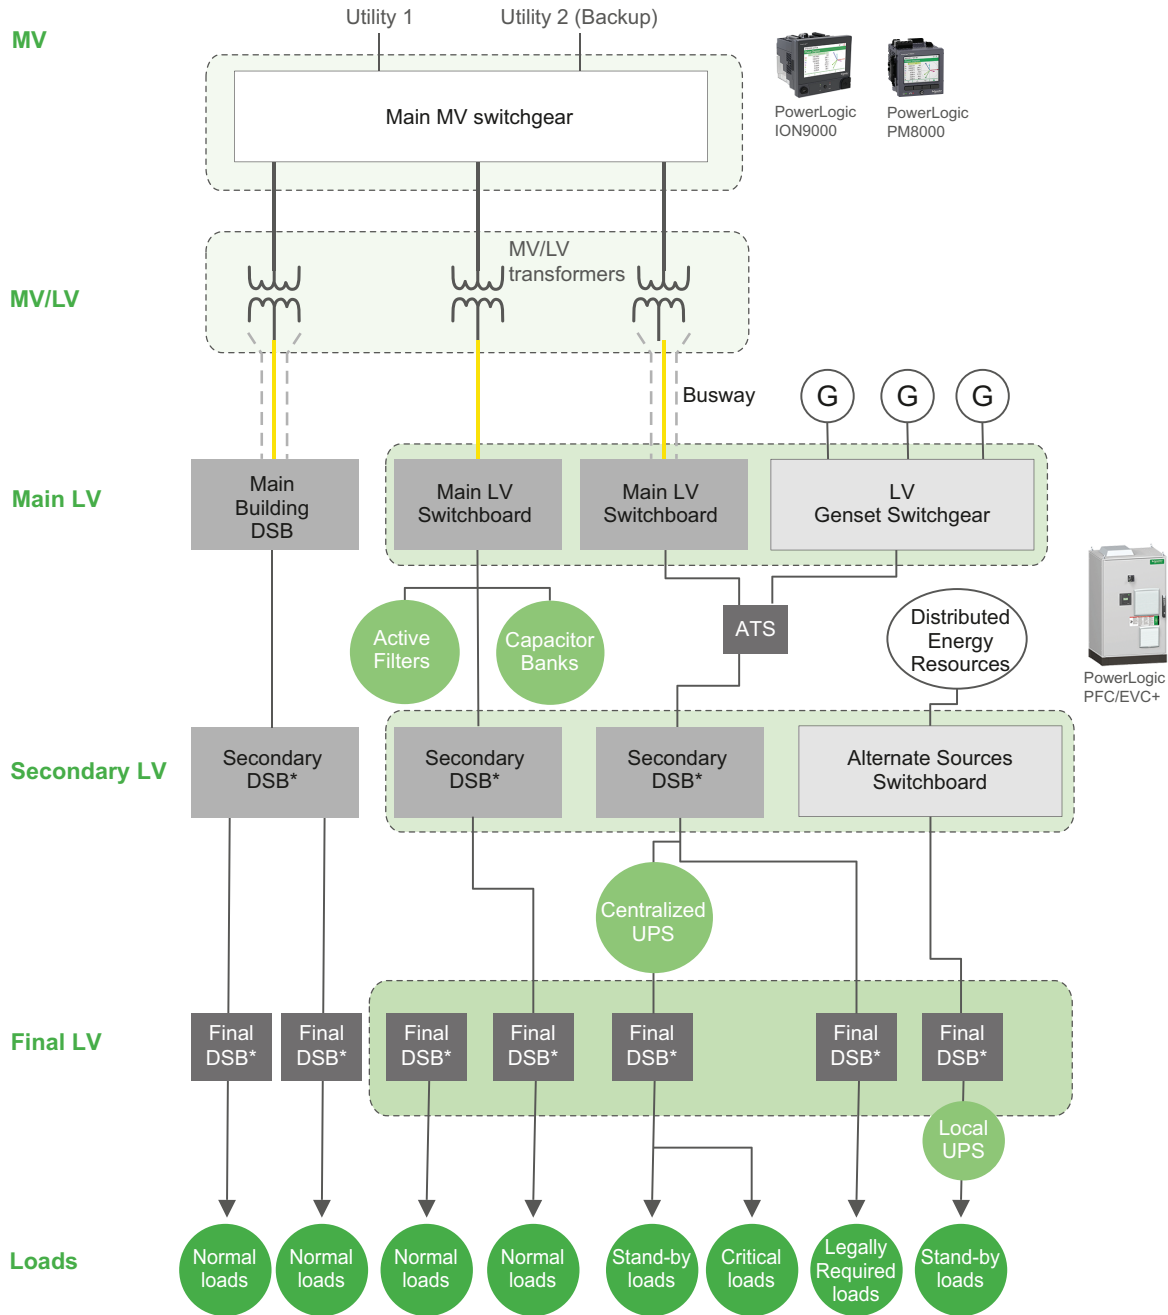 MV
Utility 1
Utility 2 (Backup)
Main MV switchgear
PowerLogic
ION9000
PowerLogic
PM8000
MV/LV
MV/LV
transformers
Busway
G
G
G
Main LV
Main
Building
DSB
Main LV
Switchboard
Main LV
Switchboard
LV
Genset Switchgear
Active
Filters
Capacitor
Banks
ATS
Distributed
Energy
Resources
PowerLogic
PFC/EVC+
Secondary LV
Secondary
DSB*
Secondary
DSB*
Secondary
DSB*
Alternate Sources
Switchboard
Centralized
UPS
Final LV
Final
DSB*
Final
DSB*
Final
DSB*
Final
DSB*
Final
DSB*
Final
DSB*
Final
DSB*
Local
UPS
Loads
Normal
loads
Normal
loads
Normal
loads
Normal
loads
Stand-by
loads
Critical
loads
Legally
Required
loads
Stand-by
loads